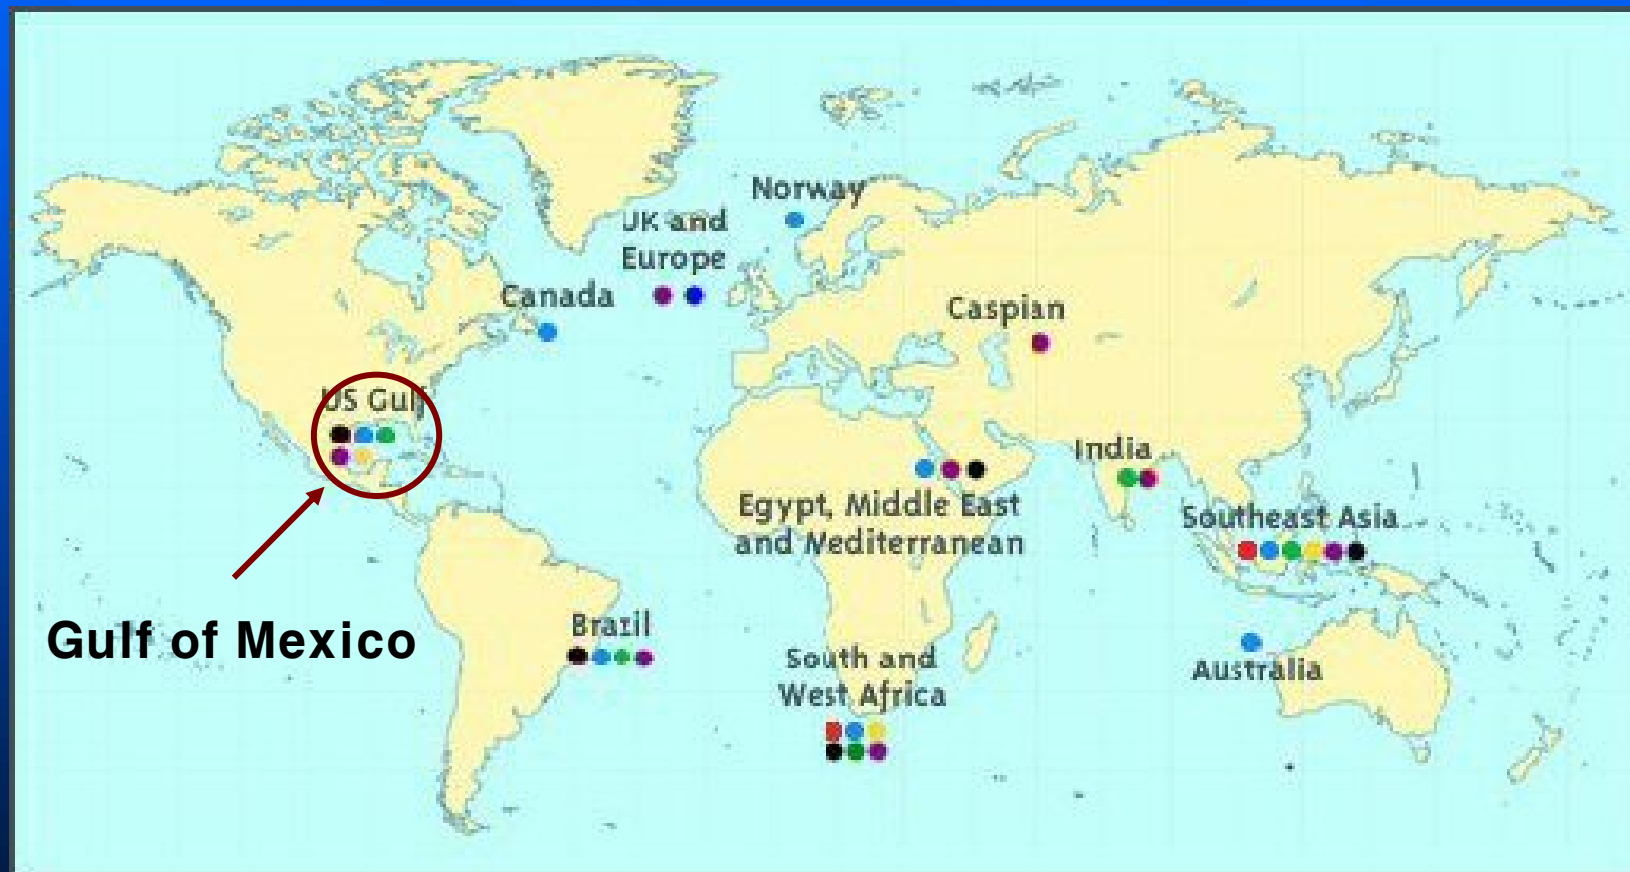 Norway
UK and
Europe
Canada
Caspian
US Gulf
India
Egypt, Middle East
and Mediterranean
Southeast Asia
Gulf of Mexico
Brazil
South and
West Africa
Australia